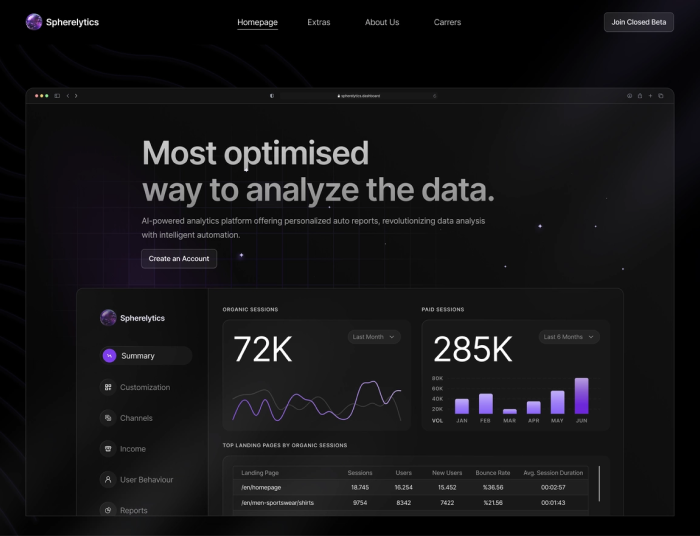 Spherelytics
Homepage
Extras
About Us
Carrers
Join Closed Beta
spherelytics.dashboard
Most optimised
way to analyze the data.
AI-powered analytics platform offering personalized auto reports, revolutionizing data analysis
with intelligent automation.
Create an Account
Spherelytics
Summary
Customization
Channels
Income
User Behaviour
Reports
ORGANIC SESSIONS
72K
Last Month
PAID SESSIONS
285K
Last 6 Months
80K
60K
40K
20K
VOL JAN FEB MAR APR MAY JUN
TOP LANDING PAGES BY ORGANIC SESSIONS
Landing Page Sessions Users New Users Bounce Rate Avg. Session Duration
/en/homepage 18,745 16,254 15,452 %36.56 00:02:57
/en/men-sportswear/shirts 9754 8342 7422 %21.56 00:01:43